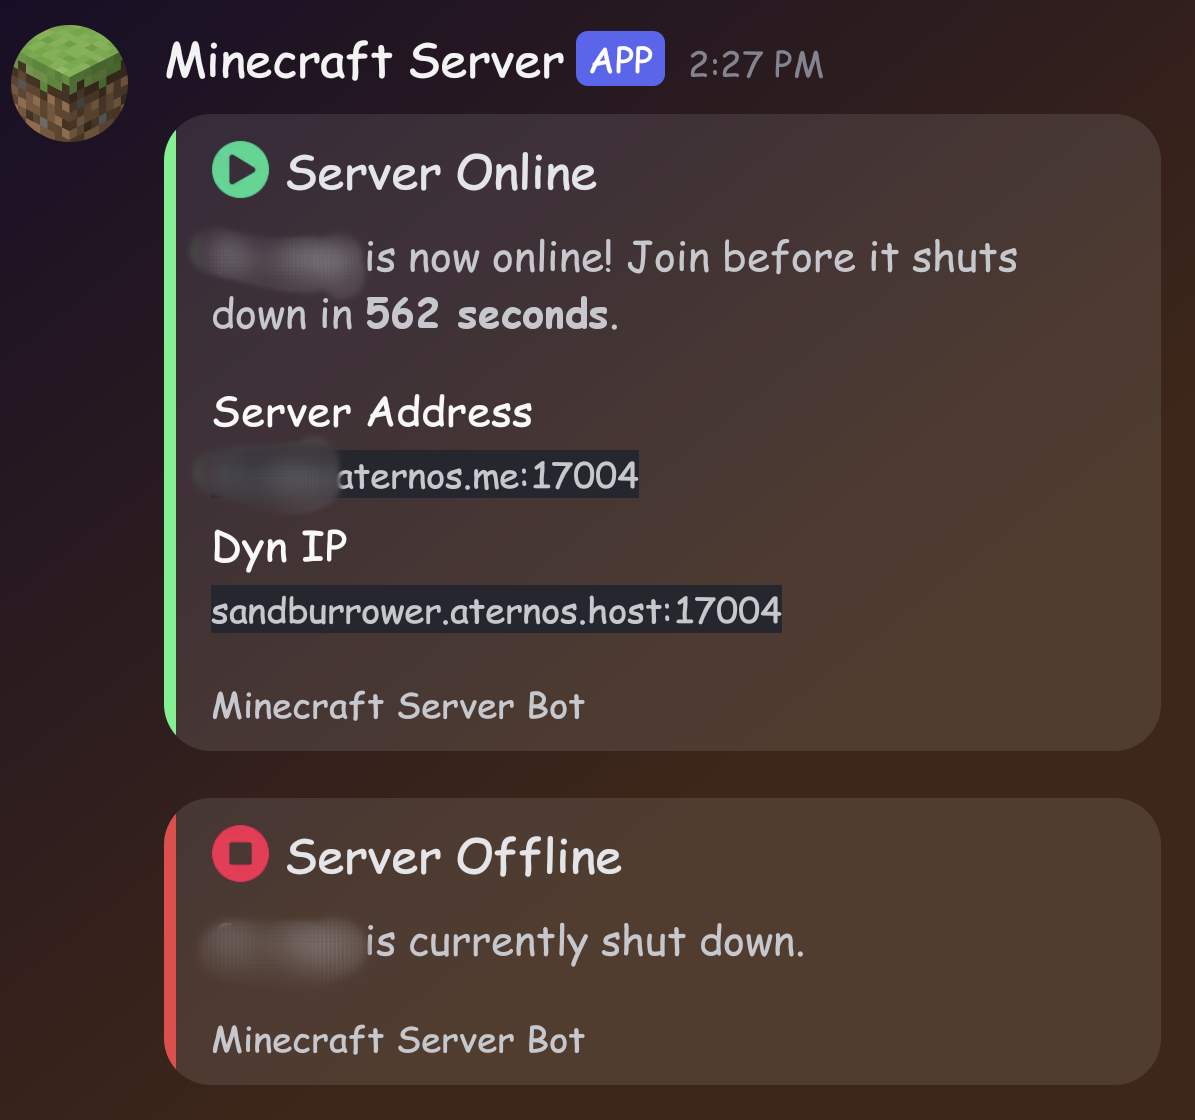 Minecraft Server APP 2:27 PM
Server Online
is now online! Join before it shuts
down in 562 seconds.
Server Address
aternos.me:17004
Dyn IP
sandburrower.aternos.host:17004
Minecraft Server Bot
Server Offline
is currently shut down.
Minecraft Server Bot